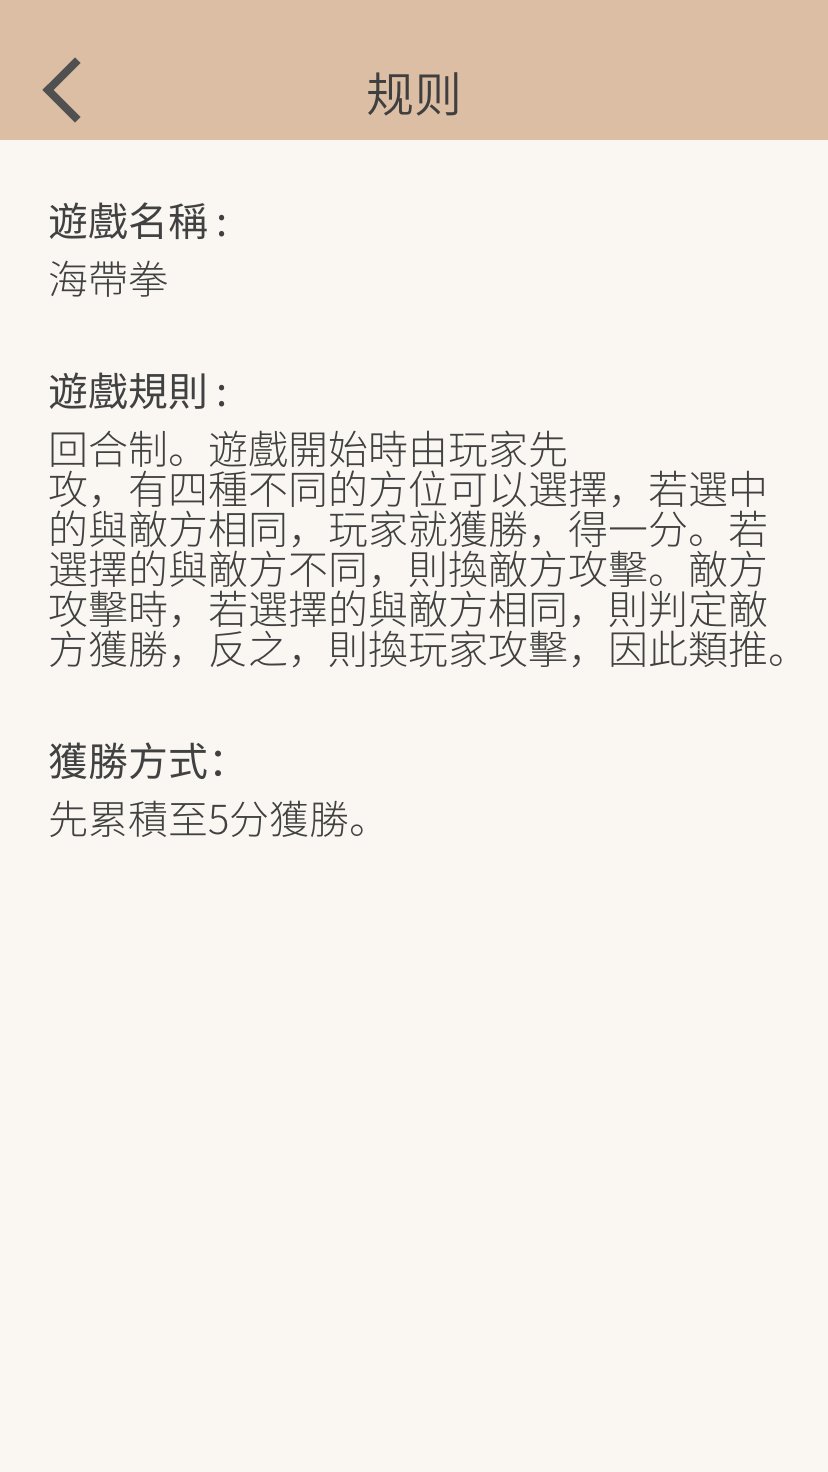 规则
遊戲名稱 :
海帶拳
遊戲規則 :
回合制。遊戲開始時由玩家先
攻，有四種不同的方位可以選擇，若選中
的與敵方相同，玩家就獲勝，得一分。若
選擇的與敵方不同，則換敵方攻擊。敵方
攻擊時，若選擇的與敵方相同，則判定敵
方獲勝，反之，則換玩家攻擊，因此類推。
獲勝方式：
先累積至5分獲勝。